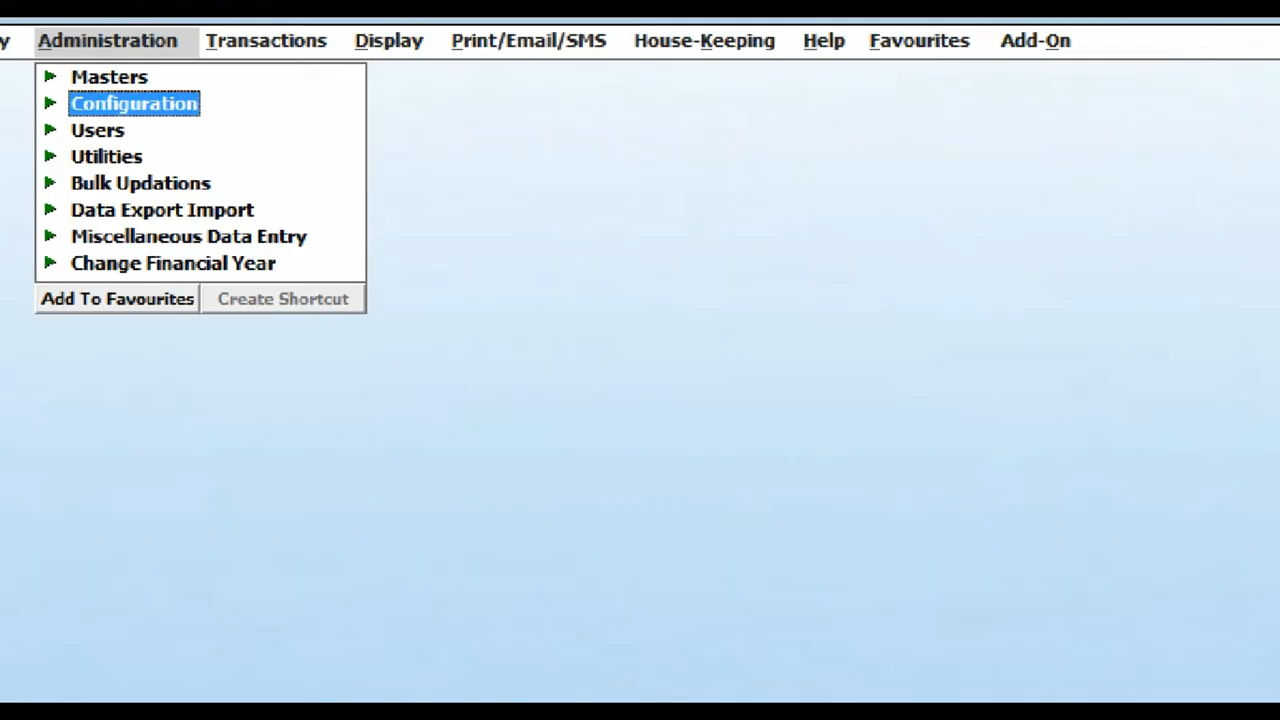 y Administration Transactions Display Print/Email/SMS House-Keeping Help Favourites Add-On
Masters
Configuration
Users
Utilities
Bulk Updations
Data Export Import
Miscellaneous Data Entry
Change Financial Year
Add To Favourites Create Shortcut